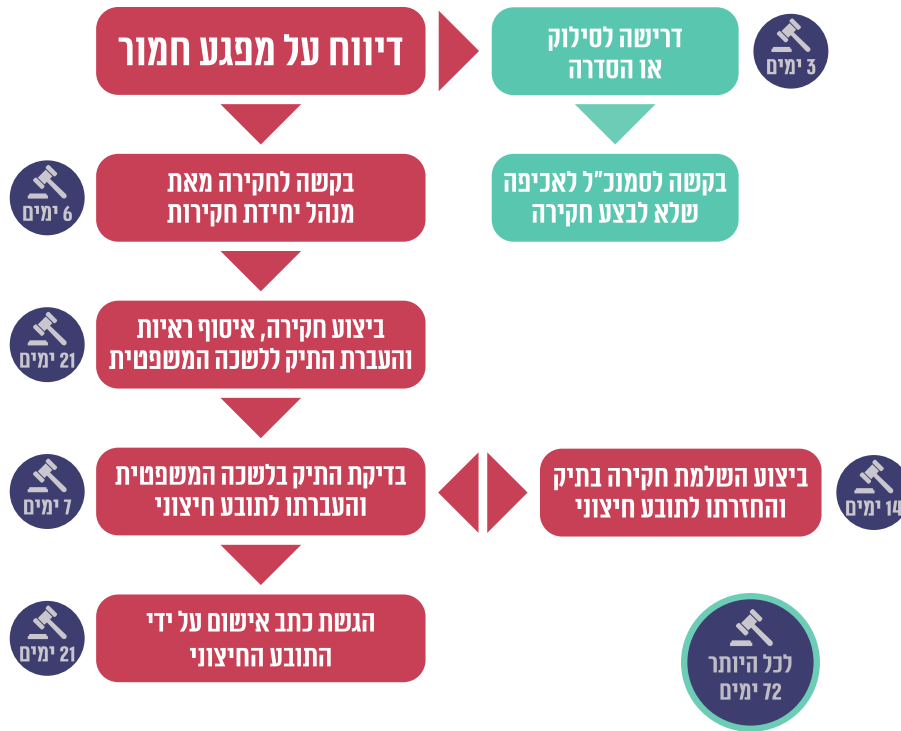 דיווח על מפגע חמור
דרישה לסילוק
או הסדרה
3 ימים
בקשה לחקירה מאת
מנהל יחידת חקירות
6 ימים
בקשה לסמנכ"ל לאכיפה
שלא לבצע חקירה
ביצוע חקירה, איסוף ראיות
והעברת התיק ללשכה המשפטית
21 ימים
בדיקת התיק בלשכה המשפטית
והעברתו לתובע חיצוני
7 ימים
ביצוע השלמת חקירה בתיק
והחזרתו לתובע חיצוני
14 ימים
הגשת כתב אישום על ידי
התובע החיצוני
21 ימים
לכל היותר
72 ימים